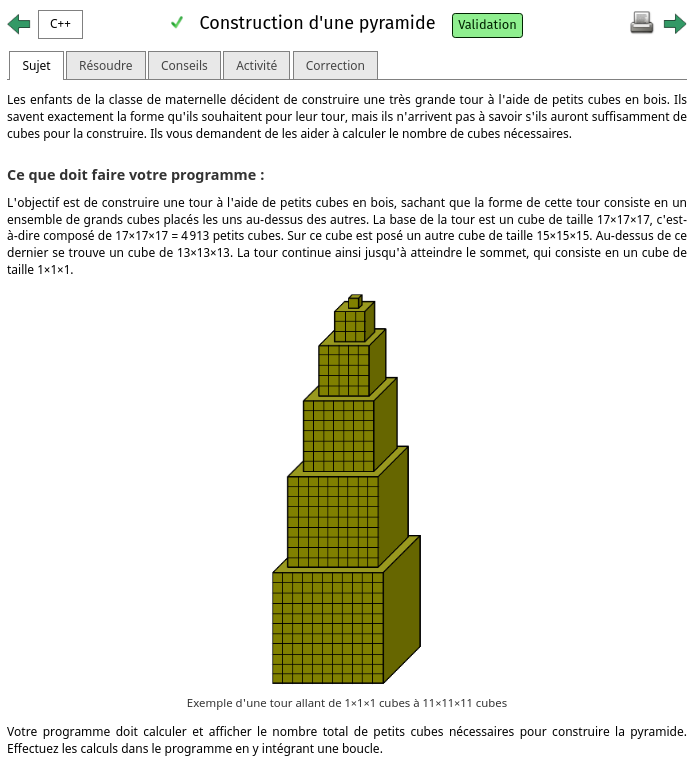 C++
Construction d'une pyramide
Validation
Sujet
Résoudre
Conseils
Activité
Correction
Les enfants de la classe de maternelle décident de construire une très grande tour à l'aide de petits cubes en bois. Ils
savent exactement la forme qu'ils souhaitent pour leur tour, mais ils n'arrivent pas à savoir s'ils auront suffisamment de
cubes pour la construire. Ils vous demandent de les aider à calculer le nombre de cubes nécessaires.
Ce que doit faire votre programme :
L'objectif est de construire une tour à l'aide de petits cubes en bois, sachant que la forme de cette tour consiste en un
ensemble de grands cubes placés les uns au-dessus des autres. La base de la tour est un cube de taille 17×17×17, c'est-
à-dire composé de 17×17×17 = 4 913 petits cubes. Sur ce cube est posé un autre cube de taille 15×15×15. Au-dessus de ce
dernier se trouve un cube de 13×13×13. La tour continue ainsi jusqu'à atteindre le sommet, qui consiste en un cube de
taille 1×1×1.
Exemple d'une tour allant de 1×1×1 cubes à 11×11×11 cubes
Votre programme doit calculer et afficher le nombre total de petits cubes nécessaires pour construire la pyramide.
Effectuez les calculs dans le programme en y intégrant une boucle.